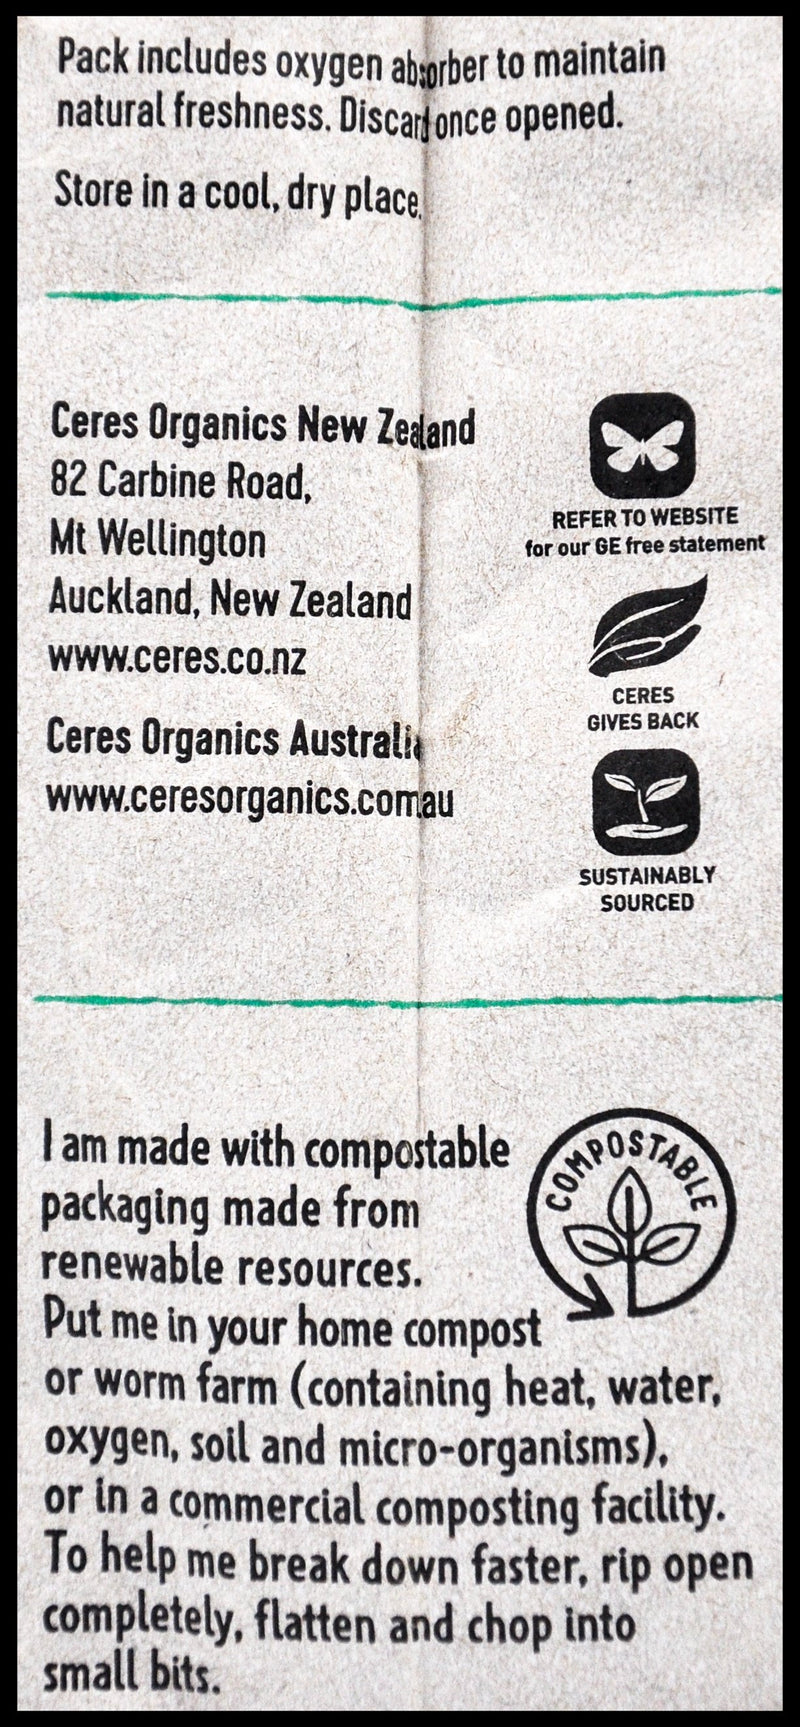 Pack includes oxygen absorber to maintain
natural freshness. Discard once opened.
Store in a cool, dry place.
Ceres Organics New Zealand
82 Carbine Road,
Mt Wellington
Auckland, New Zealand
www.ceres.co.nz
Ceres Organics Australia
www.ceresorganics.com.au
REFER TO WEBSITE
for our GE free statement
CERES
GIVES BACK
SUSTAINABLY
SOURCED
I am made with compostable
packaging made from
renewable resources.
Put me in your home compost
or worm farm (containing heat, water,
oxygen, soil and micro-organisms),
or in a commercial composting facility.
To help me break down faster, rip open
completely, flatten and chop into
small bits.
COMPOSTABLE